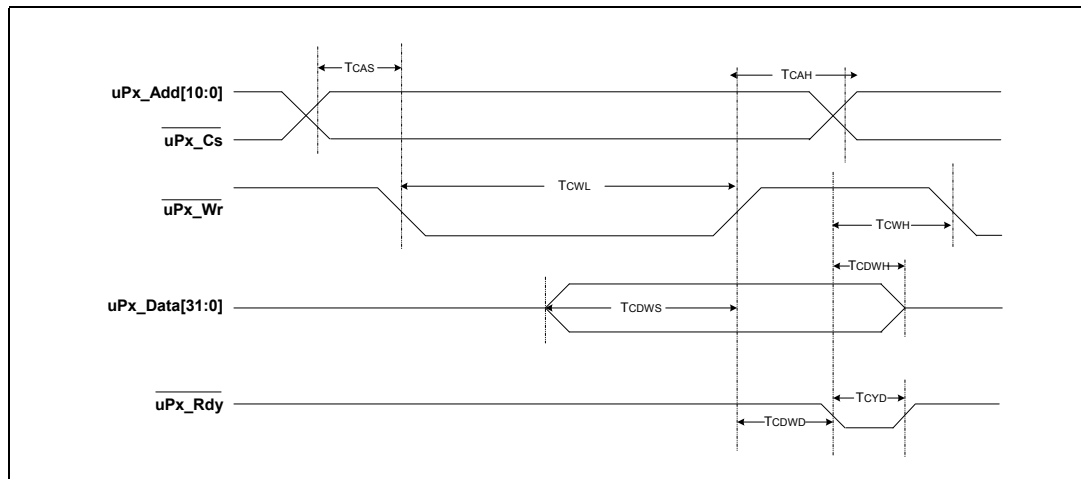 TCAS
TCAH
uPx_Add[10:0]
uPx_Cs
TCWL
uPx_Wr
TCWH
TCDWH
uPx_Data[31:0]
TCDWS
TCYD
uPx_Rdy
TCDWD